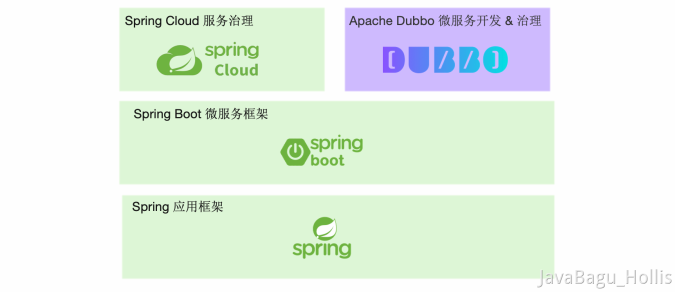 Spring Cloud 服务治理
spring
Cloud
Apache Dubbo 微服务开发 & 治理
DUBBO
Spring Boot 微服务框架
spring
boot
Spring 应用框架
spring
JavaBagu_Hollis